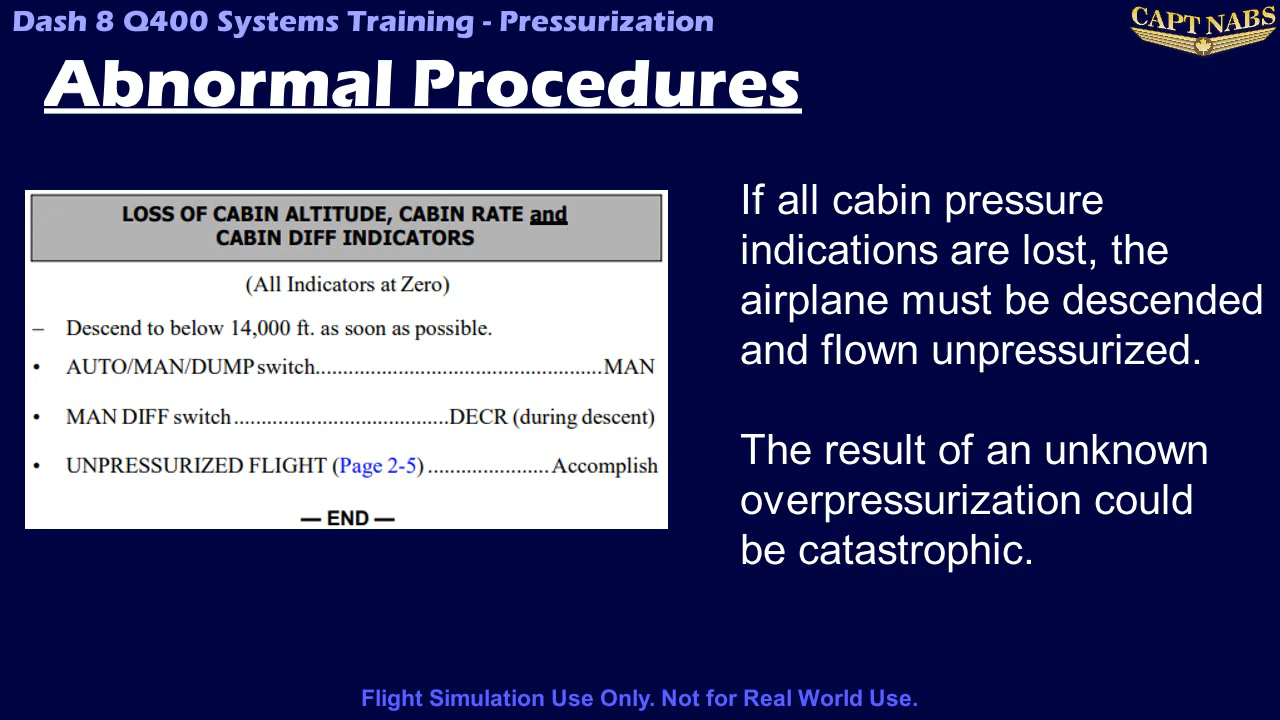 Dash 8 Q400 Systems Training - Pressurization
CAPT NABS
Abnormal Procedures
LOSS OF CABIN ALTITUDE, CABIN RATE and
CABIN DIFF INDICATORS
(All Indicators at Zero)
– Descend to below 14,000 ft. as soon as possible.
• AUTO/MAN/DUMP switch.....................................................MAN
• MAN DIFF switch........................................DECR (during descent)
• UNPRESSURIZED FLIGHT (Page 2-5)......................Accomplish
— END —
If all cabin pressure
indications are lost, the
airplane must be descended
and flown unpressurized.
The result of an unknown
overpressurization could
be catastrophic.
Flight Simulation Use Only. Not for Real World Use.